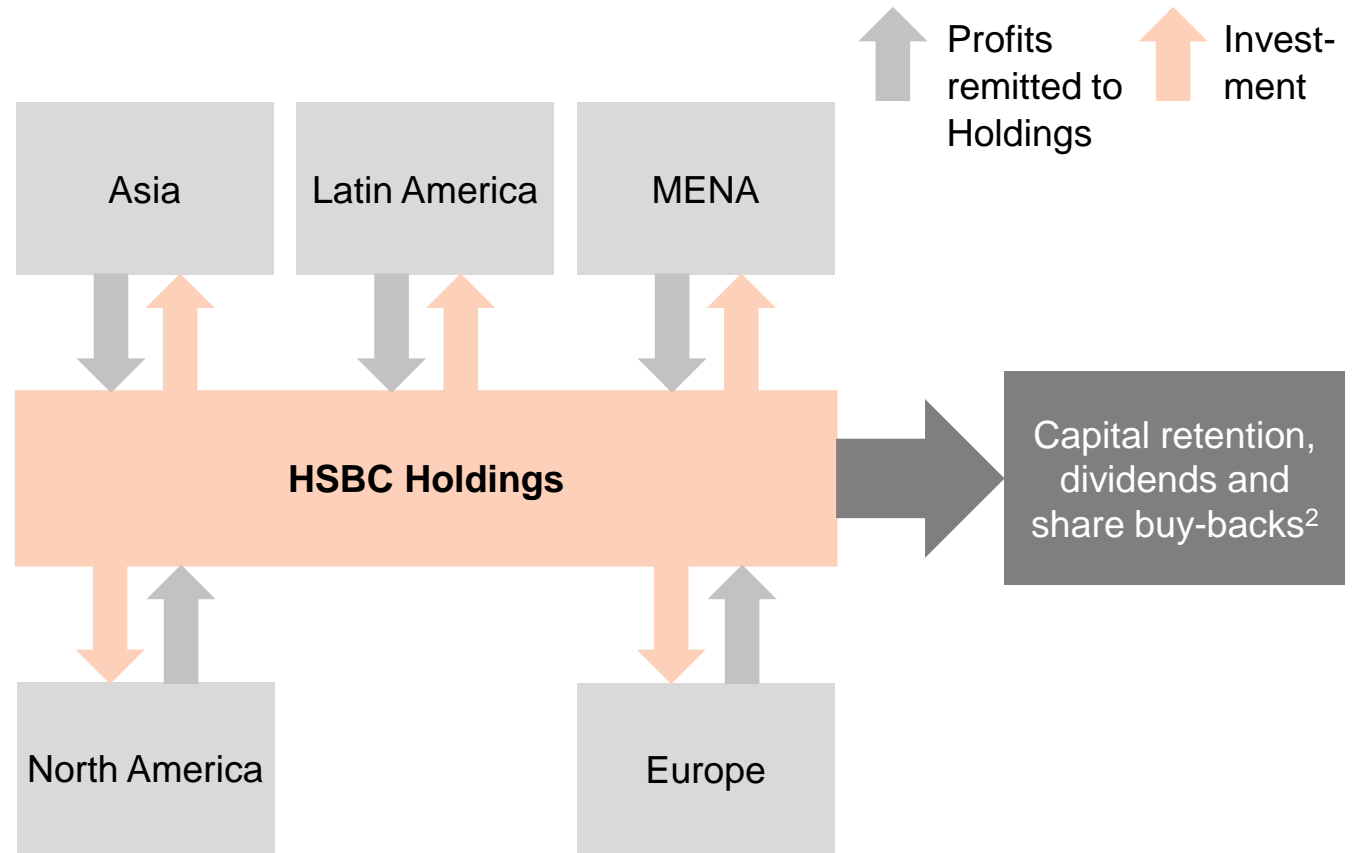 Profits
remitted to
Holdings
Invest-
ment
Asia
Latin America
MENA
HSBC Holdings
Capital retention,
dividends and
share buy-backs²
North America
Europe